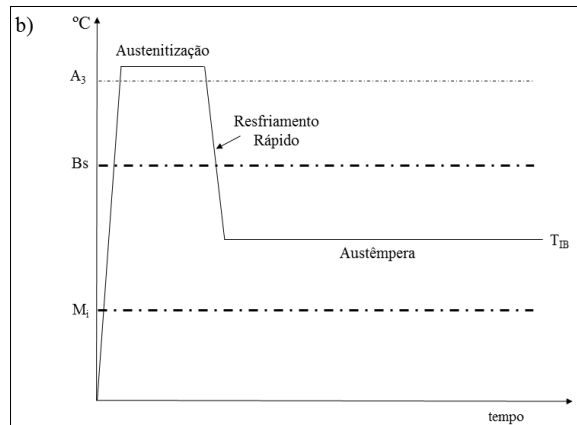 b)
ºC
Austenitização
A3
Resfriamento
Rápido
Bs
TIB
Austêmpera
Mi
tempo